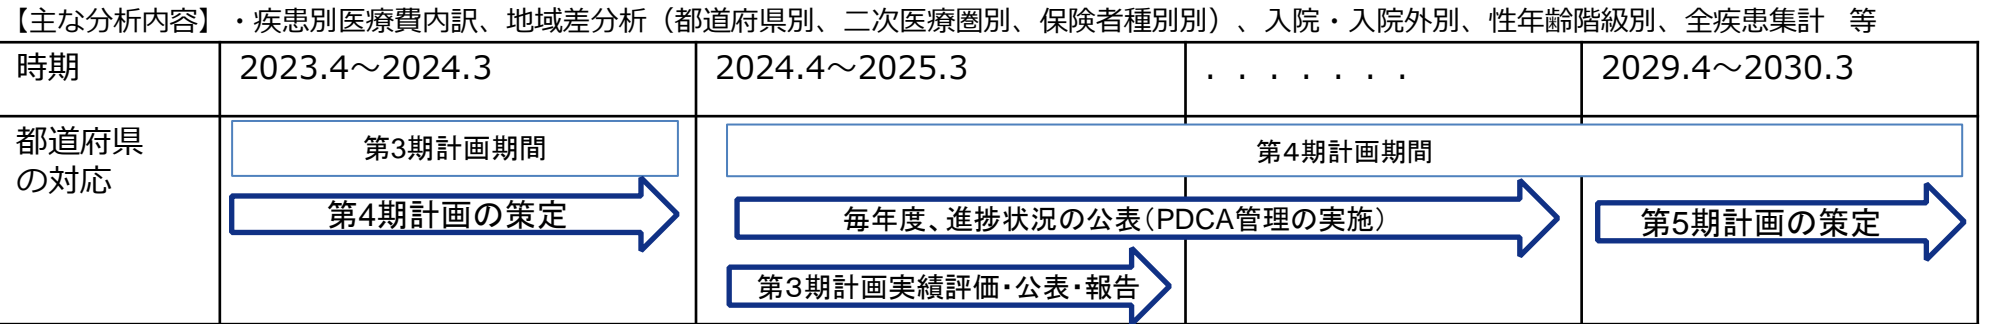 【主な分析内容】・疾患別医療費内訳、地域差分析（都道府県別、二次医療圏別、保険者種別別）、入院・入院外別、性年齢階級別、全疾患集計　等
時期 2023.4～2024.3 2024.4～2025.3 ．．．．．．． 2029.4～2030.3
都道府県
の対応
第3期計画期間 第4期計画期間
第4期計画の策定 毎年度、進捗状況の公表（PDCA管理の実施） 第5期計画の策定
第3期計画実績評価・公表・報告